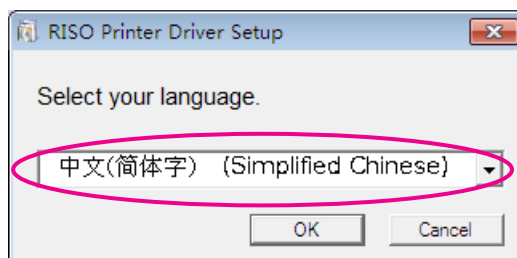 RISO Printer Driver Setup
Select your language.
中文(简体字) (Simplified Chinese)
OK Cancel